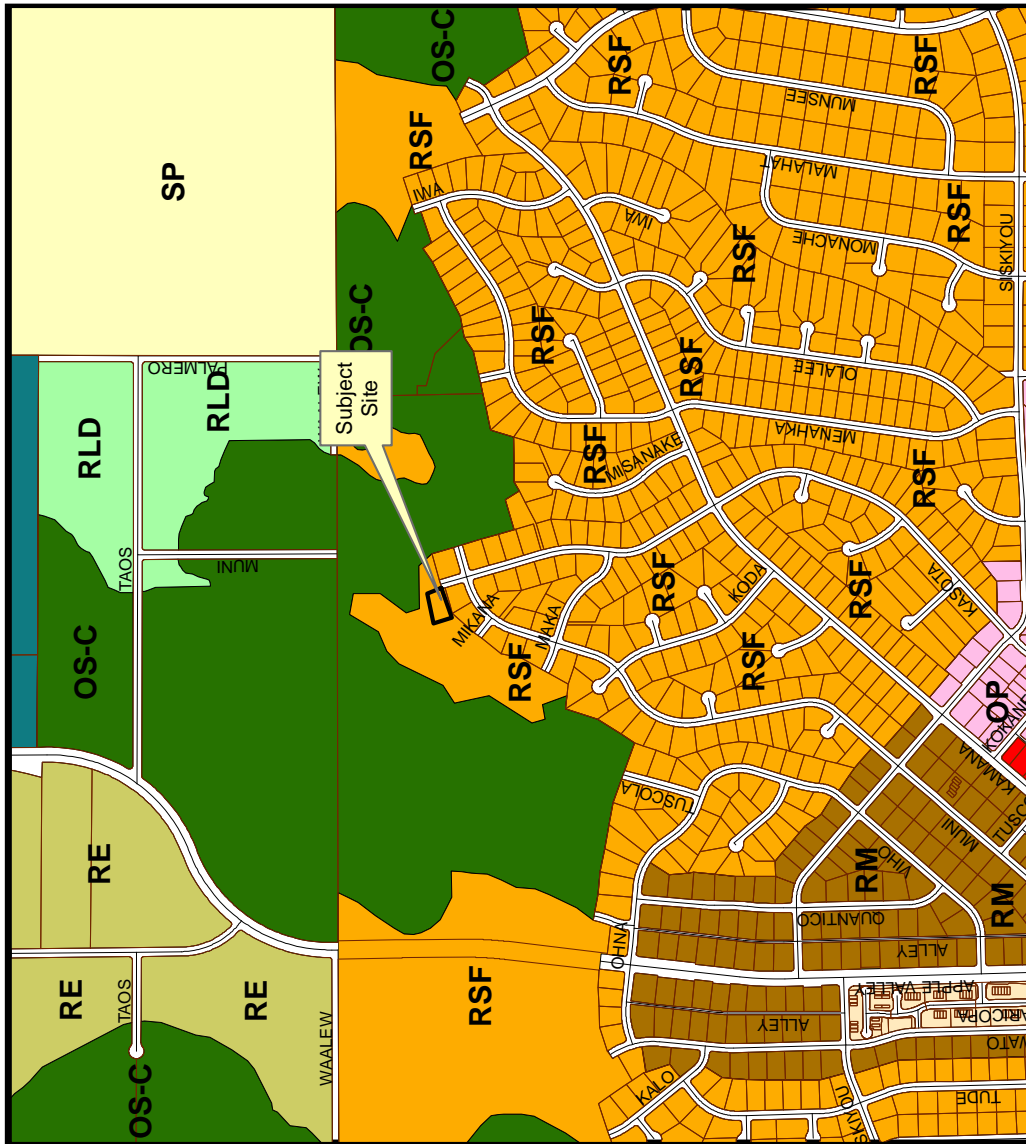 OS-C
RSF
RSF
SP
RSF
MUNSEE
IWA
MALAHAT
IWA
RSF
MONACHE
RSF
SISKIYOU
OS-C
RSF
PALMERO
RLD
RLD
Subject
Site
RSF
OLALEE
MENAHKA
RSF
MISANAKE
RSF
TAOS
MUNI
OS-C
MIKANA
MAKA
RSF
RSF
KODA
RSF
KASOTA
RSF
OP
KAMANA
TUSCOLA
RE
MUNI
VIHO
RM
RM
QUANTICO
ALLEY
OHNA
APPLE VALLEY
RE
TAOS
RE
RSF
WAALEW
ALLEY
OS-C
KALO
TUDE